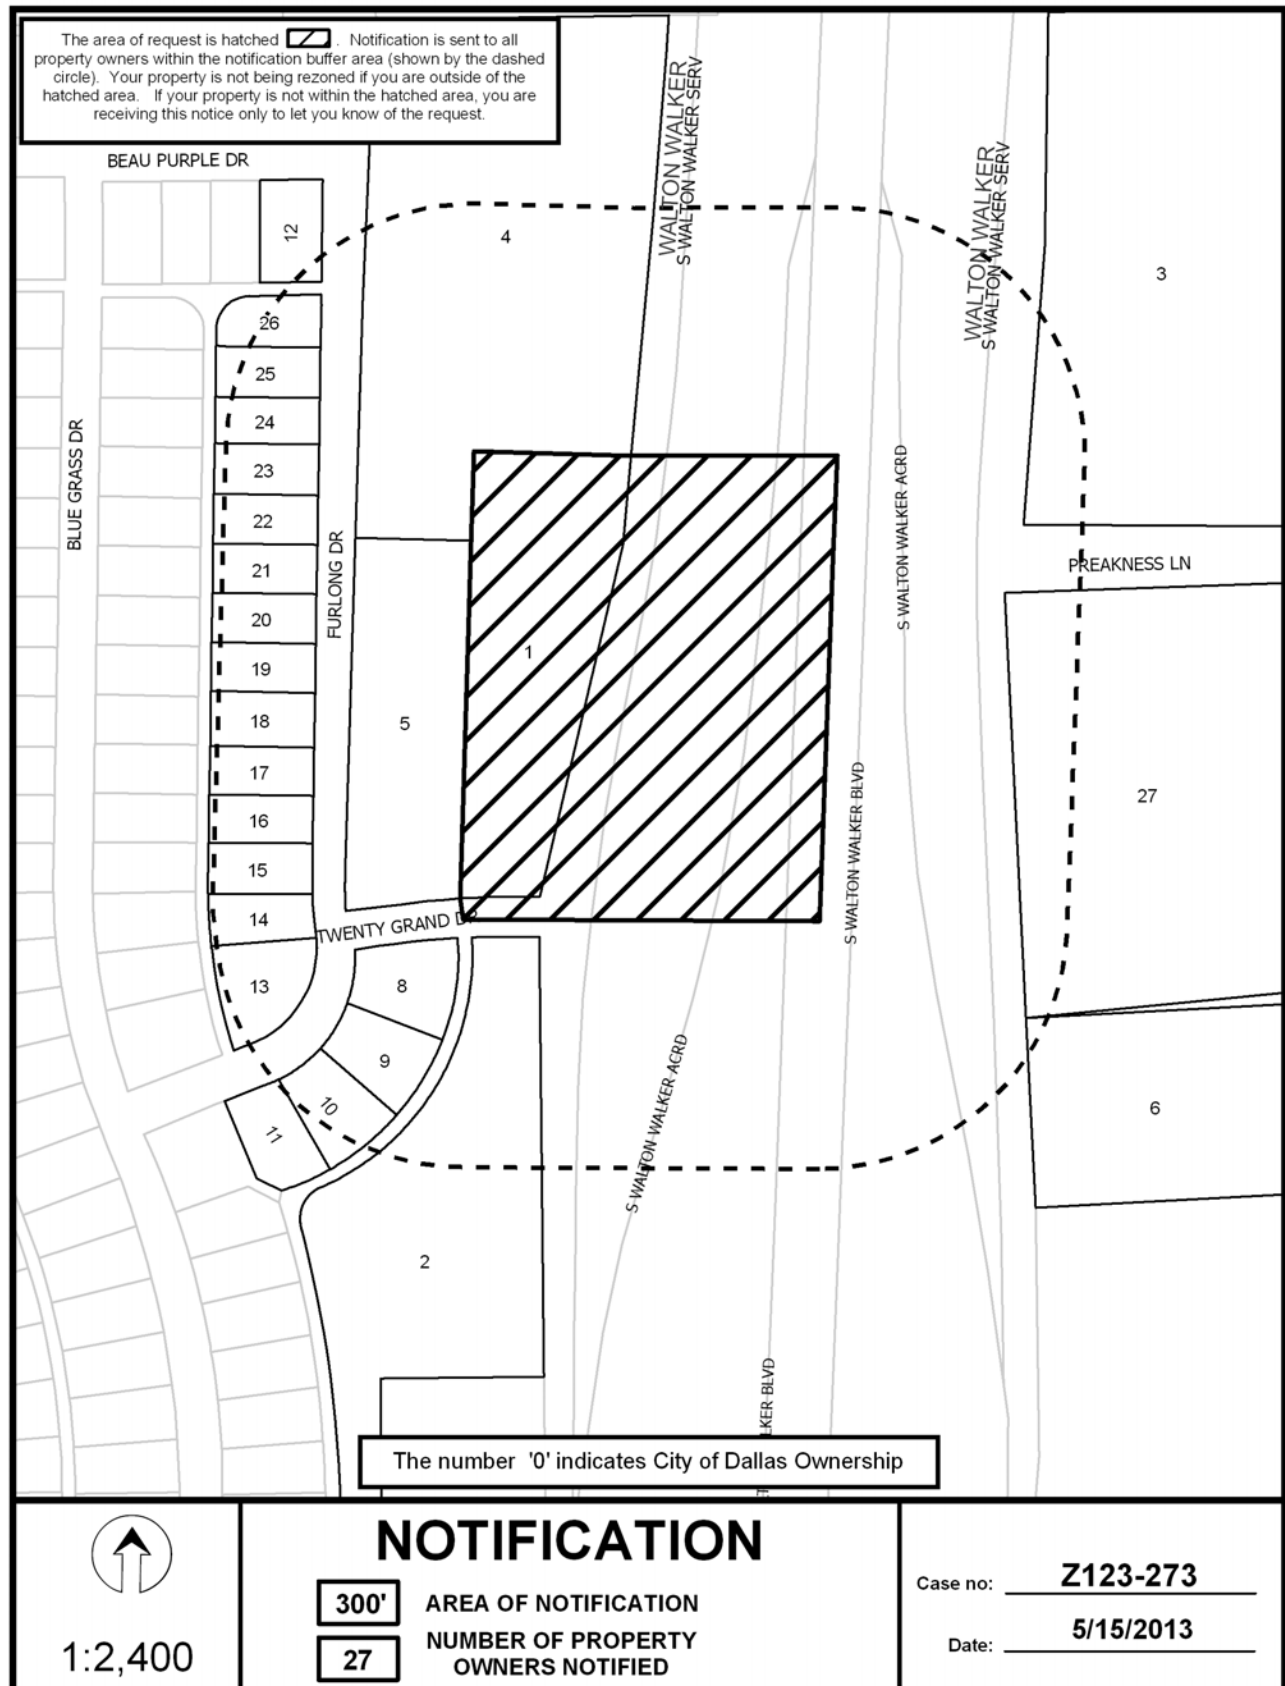 The area of request is hatched . Notification is sent to all
property owners within the notification buffer area (shown by the dashed
circle). Your property is not being rezoned if you are outside of the
hatched area. If your property is not within the hatched area, you are
receiving this notice only to let you know of the request.
BEAU PURPLE DR
WALTON WALKER
S WALTON WALKER SERV
WALTON WALKER
S WALTON WALKER SERV
12
4
3
26
25
24
23
22
21
20
19
18
17
16
15
14
13
BLUE GRASS DR
FURLONG DR
S WALTON WALKER ACRD
PREAKNESS LN
1
5
27
S WALTON WALKER BLVD
TWENTY GRAND DR
8
9
10
11
S WALTON WALKER ACRD
6
2
LKER BLVD
The number '0' indicates City of Dallas Ownership
1:2,400
NOTIFICATION
300' AREA OF NOTIFICATION
27 NUMBER OF PROPERTY
OWNERS NOTIFIED
Case no: Z123-273
Date: 5/15/2013